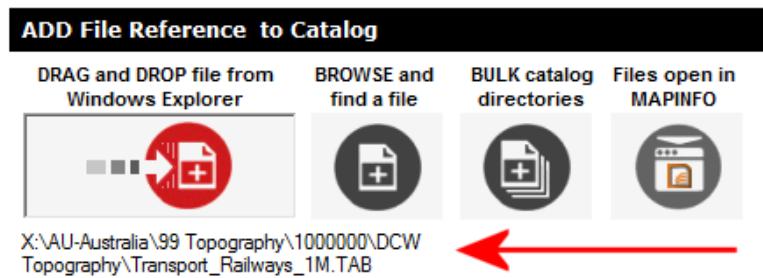 ADD File Reference to Catalog
DRAG and DROP file from
Windows Explorer
BROWSE and
find a file
BULK catalog
directories
Files open in
MAPINFO
X:\AU-Australia\99 Topography\1000000\DCW
Topography\Transport_Railways_1M.TAB